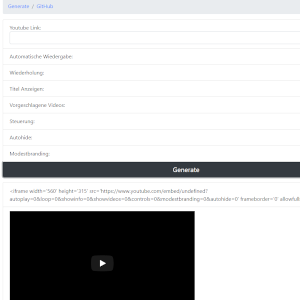 Generate / GitHub
Youtube Link:
Automatische Wiedergabe:
Wiederholung:
Titel Anzeigen:
Vorgeschlagene Videos:
Steuerung:
Autohide:
Modestbranding:
Generate
<iframe width='560' height='315' src='https://www.youtube.com/embed/undefined?
autoplay=0&loop=0&showinfo=0&showvideos=0&controls=0&modestbranding=0&autohide=0' frameborder='0' allowfull